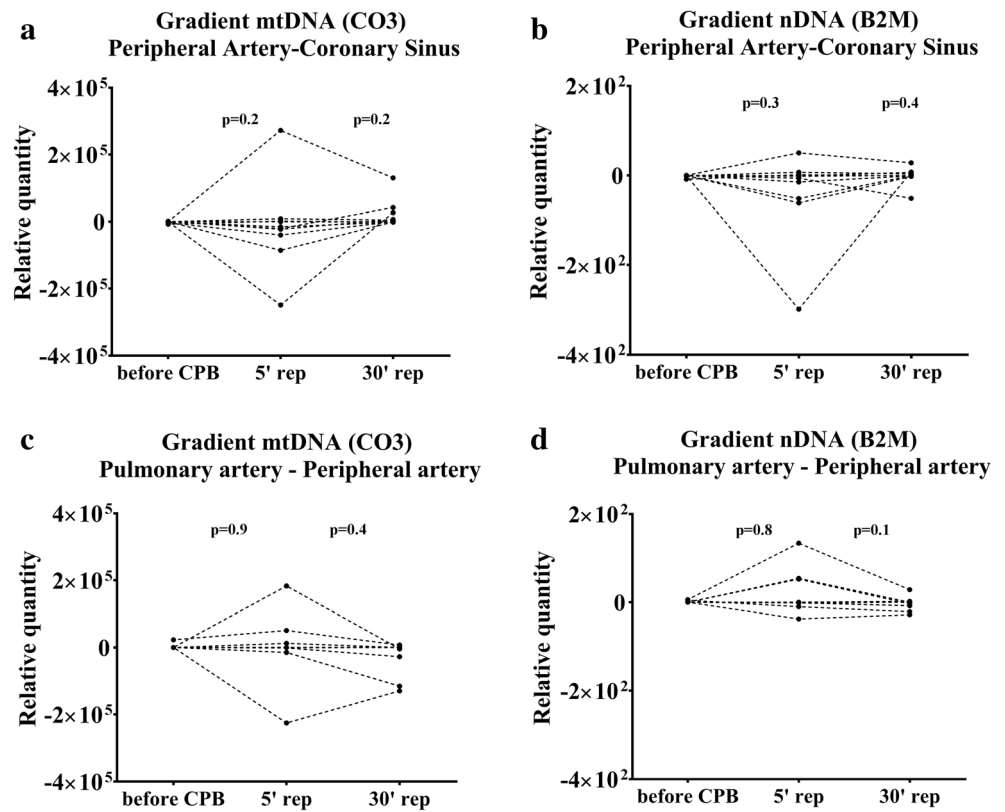 a
Gradient mtDNA (CO3)
Peripheral Artery-Coronary Sinus
Relative quantity
4×10⁵
2×10⁵
0
-2×10⁵
-4×10⁵
p=0.2
p=0.2
before CPB
5' rep
30' rep
b
Gradient nDNA (B2M)
Peripheral Artery-Coronary Sinus
Relative quantity
2×10²
0
-2×10²
-4×10²
p=0.3
p=0.4
before CPB
5' rep
30' rep
c
Gradient mtDNA (CO3)
Pulmonary artery - Peripheral artery
Relative quantity
4×10⁵
2×10⁵
0
-2×10⁵
-4×10⁵
p=0.9
p=0.4
before CPB
5' rep
30' rep
d
Gradient nDNA (B2M)
Pulmonary artery - Peripheral artery
Relative quantity
2×10²
0
-2×10²
-4×10²
p=0.8
p=0.1
before CPB
5' rep
30' rep